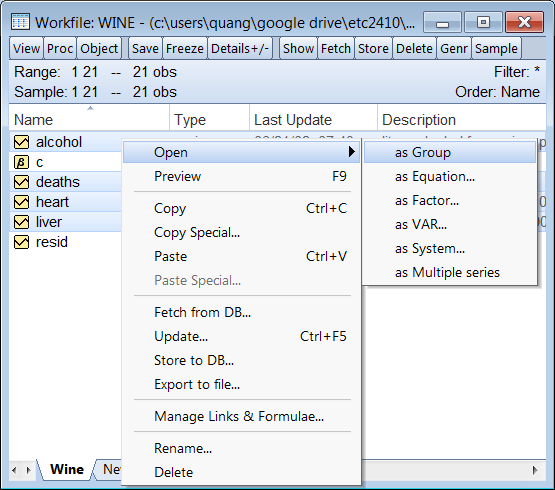 Workfile: WINE - (c:\users\quang\google drive\etc2410\...
View Proc Object Save Freeze Details+/- Show Fetch Store Delete Genr Sample
Range: 1 21 -- 21 obs Filter: *
Sample: 1 21 -- 21 obs Order: Name
Name Type Last Update Description
alcohol
c
deaths
heart
liver
resid
Open
Preview F9
Copy Ctrl+C
Copy Special...
Paste Ctrl+V
Paste Special...
Fetch from DB...
Update... Ctrl+F5
Store to DB...
Export to file...
Manage Links & Formulae...
Rename...
Delete
as Group
as Equation...
as Factor...
as VAR...
as System...
as Multiple series
Wine